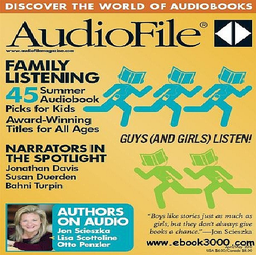 DISCOVER THE WORLD OF AUDIOBOOKS
AudioFile®
www.audiofilemagazine.com
FAMILY
LISTENING
45 Summer
Audiobook
Picks for Kids
Award-Winning
Titles for All Ages
GUYS (AND GIRLS) LISTEN!
NARRATORS IN
THE SPOTLIGHT
Jonathan Davis
Susan Duerden
Bahni Turpin
AUTHORS
ON AUDIO
Jon Scieszka
Lisa Scottoline
Otto Penzler
"Boys like stories just as much as
girls, but they don't always give
books a chance."—Jon Scieszka
www.ebook3000.com